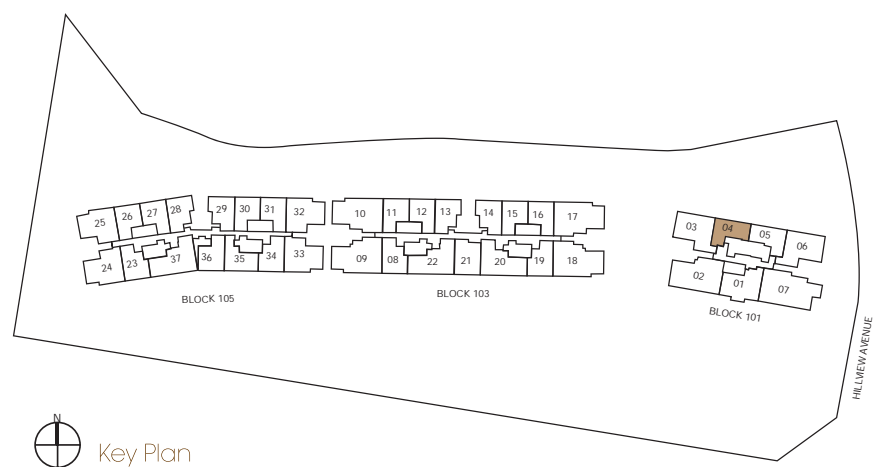 25 26 27 28 29 30 31 32
24 23 37 36 35 34 33
BLOCK 105
10 11 12 13 14 15 16 17
09 08 22 21 20 19 18
BLOCK 103
03 04 05 06
02 01 07
BLOCK 101
HILLVIEW AVENUE
N
Key Plan